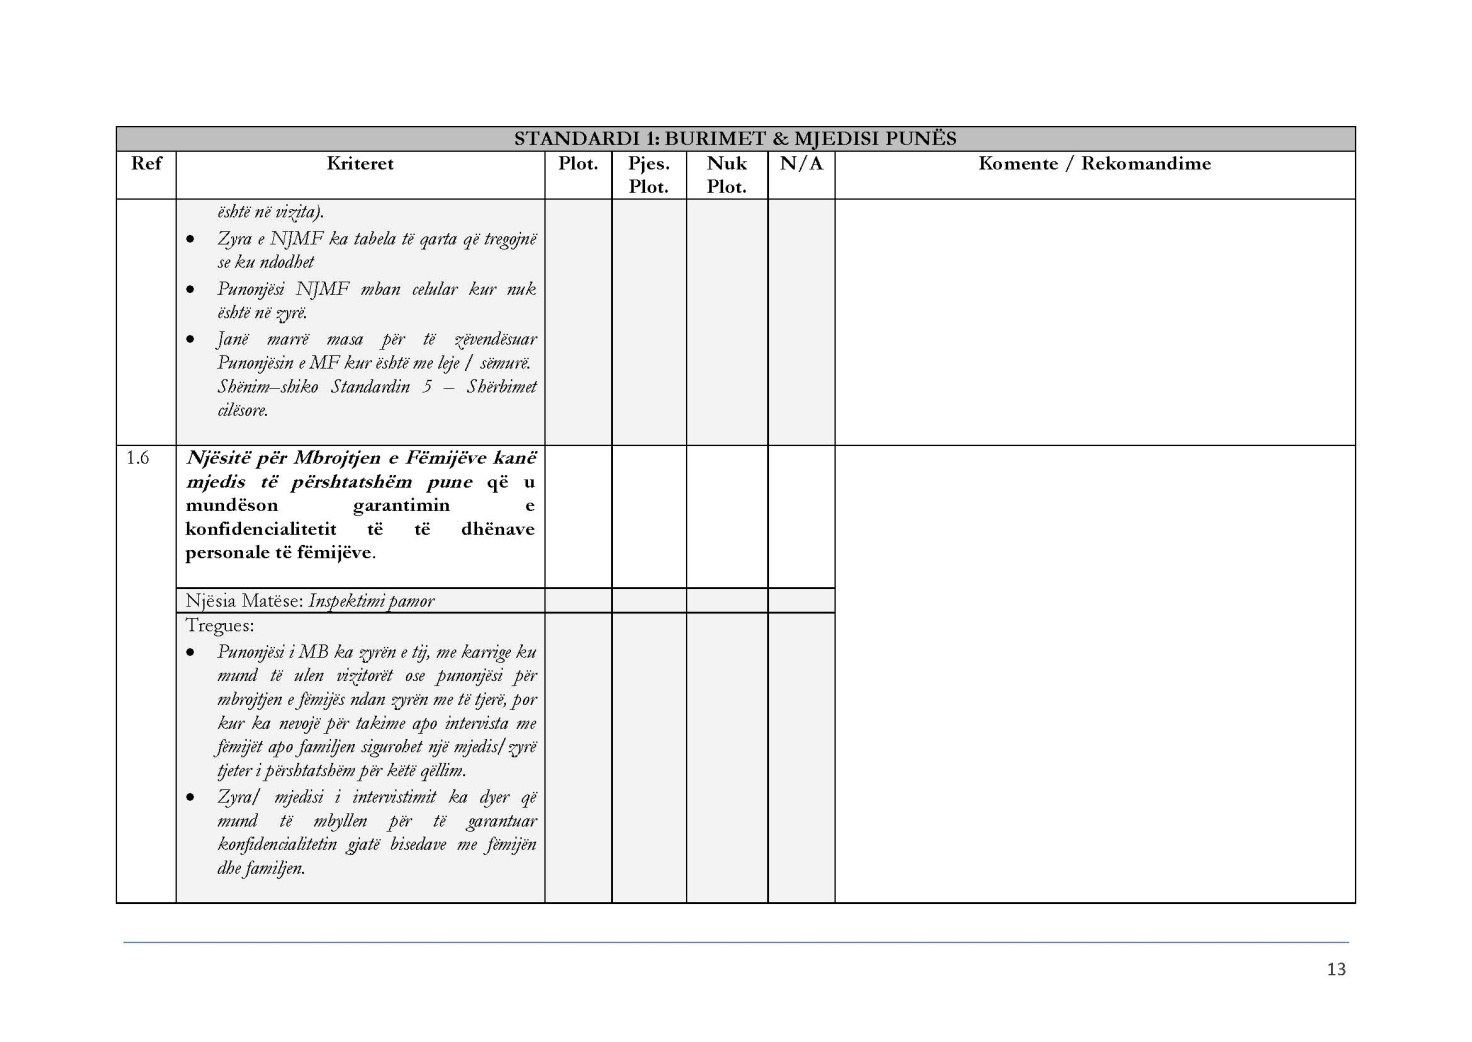 STANDARDI 1: BURIMET & MJEDISI PUNËS
Ref Kriteret Plot. Pjes. Plot. Nuk Plot. N/A Komente / Rekomandime
është në vizita).
• Zyra e NJMF ka tabela të qarta që tregojnë
se ku ndodhet
• Punonjësi NJMF mban celular kur nuk
është në zyrë.
• Janë marrë masa për të zëvendësuar
Punonjësin e MF kur është me leje / sëmurë.
Shënim–shiko Standardin 5 – Shërbimet
cilësore.
1.6 Njësitë për Mbrojtjen e Fëmijëve kanë
mjedis të përshtatshëm pune që u
mundëson garantimin e
konfidencialitetit të të dhënave
personale të fëmijëve.
Njësia Matëse: Inspektimi pamor
Tregues:
• Punonjësi i MB ka zyrën e tij, me karrige ku
mund të ulen vizitorët ose punonjësi për
mbrojtjen e fëmijës ndan zyrën me të tjerë, por
kur ka nevojë për takime apo intervista me
fëmijët apo familjen sigurohet një mjedis/zyrë
tjeter i përshtatshëm për këtë qëllim.
• Zyra/ mjedisi i intervistimit ka dyer që
mund të mbyllen për të garantuar
konfidencialitetin gjatë bisedave me fëmijën
dhe familjen.
13